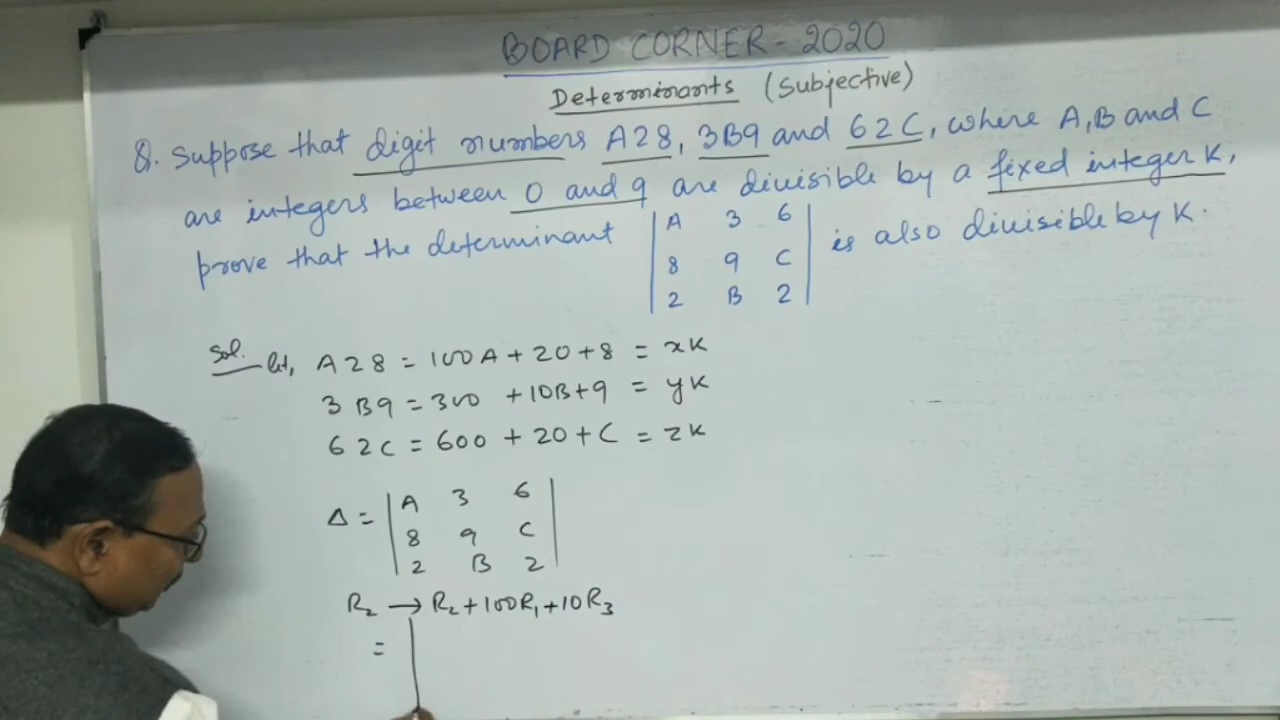 BOARD CORNER - 2020
Determinants (Subjective)
Q. Suppose that digit numbers A28, 3B9 and 62C, where A, B and C
are integers between 0 and 9 are divisible by a fixed integer K,
prove that the determinant | A 3 6 | is also divisible by K.
| 8 9 C |
| 2 B 2 |
Sol. let, A28 = 100A + 20 + 8 = xK
3B9 = 300 + 10B + 9 = yK
62C = 600 + 20 + C = zK
Δ = | A 3 6 |
| 8 9 C |
| 2 B 2 |
R₂ → R₂ + 100R₁ + 10R₃
= |